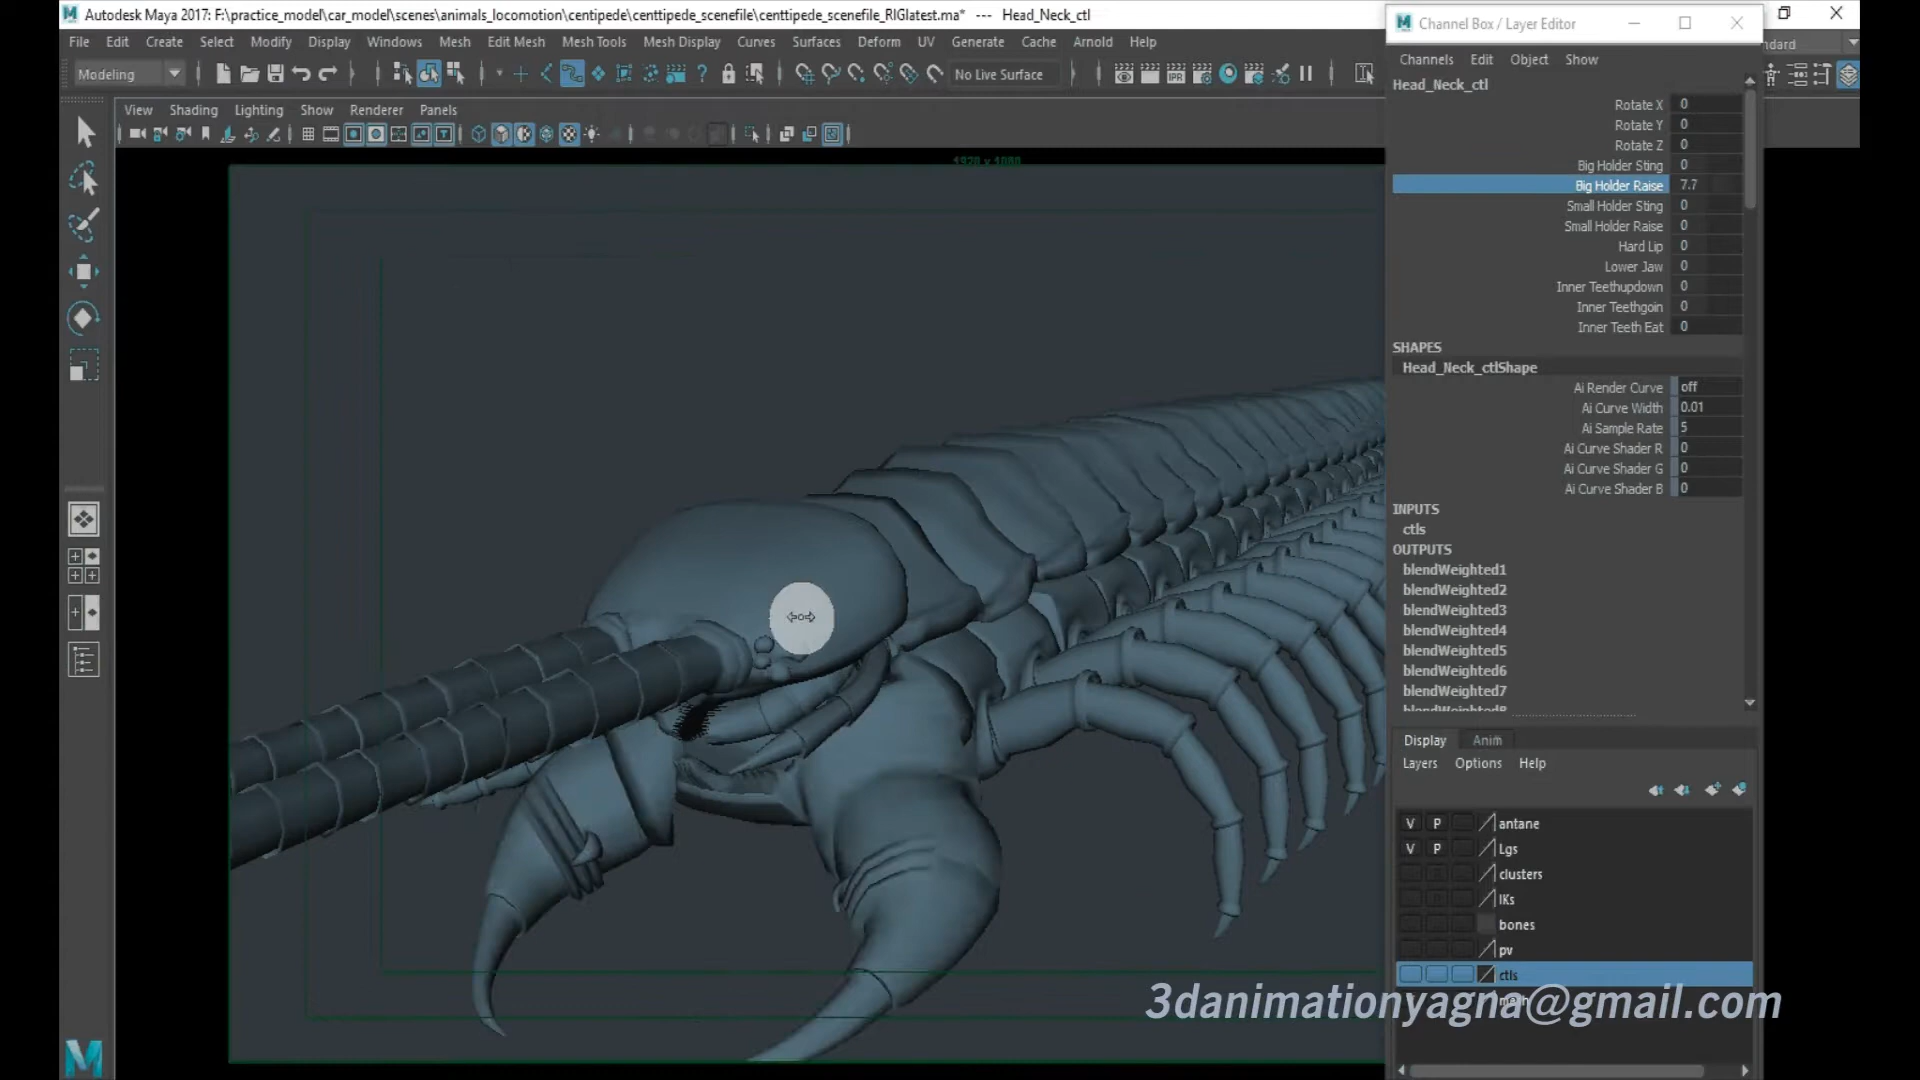 Autodesk Maya 2017: F:\practice_model\car_model\scenes\animals_locomotion\centipede\centtipede_scenefile\centtipede_scenefile_RIGlatest.ma* --- Head_Neck_ctl
File Edit Create Select Modify Display Windows Mesh Edit Mesh Mesh Tools Mesh Display Curves Surfaces Deform UV Generate Cache Arnold Help
Modeling
No Live Surface
IPR
View Shading Lighting Show Renderer Panels
Channel Box / Layer Editor
Channels Edit Object Show
Head_Neck_ctl
Rotate X 0
Rotate Y 0
Rotate Z 0
Big Holder Sting 0
Big Holder Raise 7.7
Small Holder Sting 0
Small Holder Raise 0
Hard Lip 0
Lower Jaw 0
Inner Teethupdown 0
Inner Teethgoin 0
Inner Teeth Eat 0
SHAPES
Head_Neck_ctlShape
Ai Render Curve off
Ai Curve Width 0.01
Ai Sample Rate 5
Ai Curve Shader R 0
Ai Curve Shader G 0
Ai Curve Shader B 0
INPUTS
ctls
OUTPUTS
blendWeighted1
blendWeighted2
blendWeighted3
blendWeighted4
blendWeighted5
blendWeighted6
blendWeighted7
Display Anim
Layers Options Help
V P antane
V P Lgs
clusters
IKs
bones
pv
ctls
3danimationyagna@gmail.com